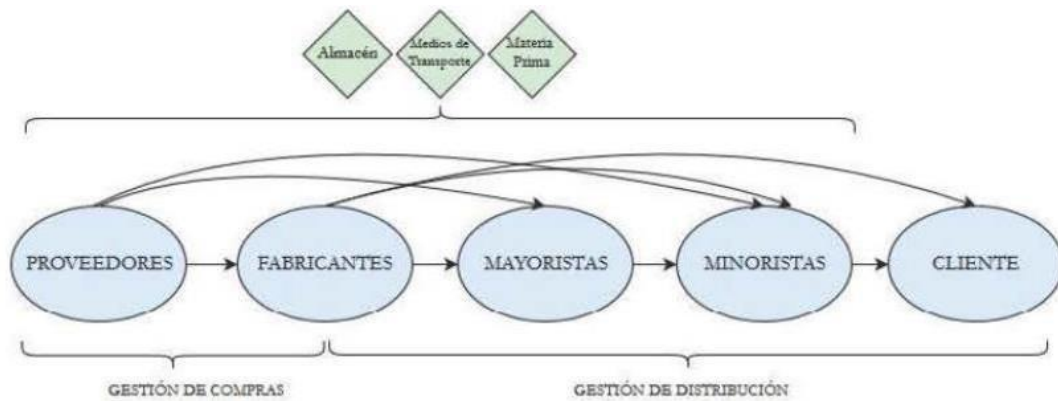 Almacén
Medios de
Transporte
Materia
Prima
PROVEEDORES
FABRICANTES
MAYORISTAS
MINORISTAS
CLIENTE
GESTIÓN DE COMPRAS
GESTIÓN DE DISTRIBUCIÓN